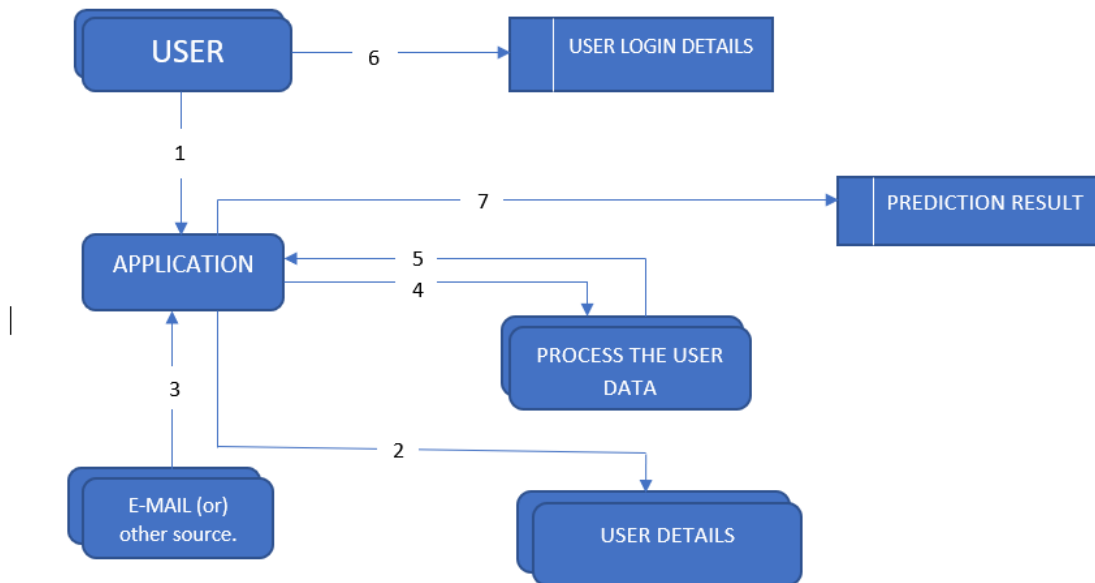 USER
6
USER LOGIN DETAILS
1
7
PREDICTION RESULT
APPLICATION
5
4
PROCESS THE USER
DATA
3
2
E-MAIL (or)
other source.
USER DETAILS